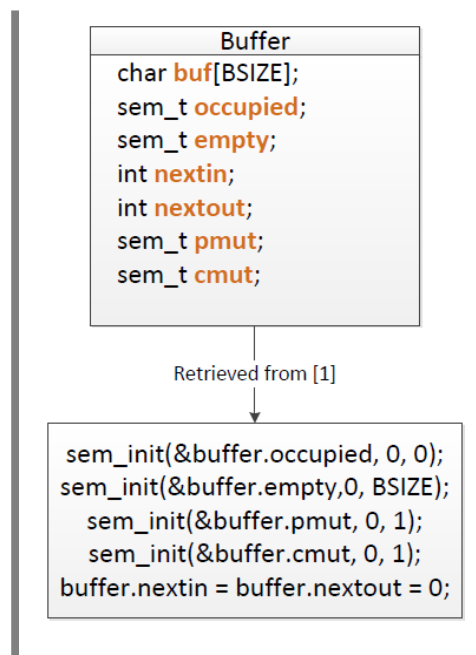 Buffer
char buf[BSIZE];
sem_t occupied;
sem_t empty;
int nextin;
int nextout;
sem_t pmut;
sem_t cmut;
Retrieved from [1]
sem_init(&buffer.occupied, 0, 0);
sem_init(&buffer.empty,0, BSIZE);
sem_init(&buffer.pmut, 0, 1);
sem_init(&buffer.cmut, 0, 1);
buffer.nextin = buffer.nextout = 0;